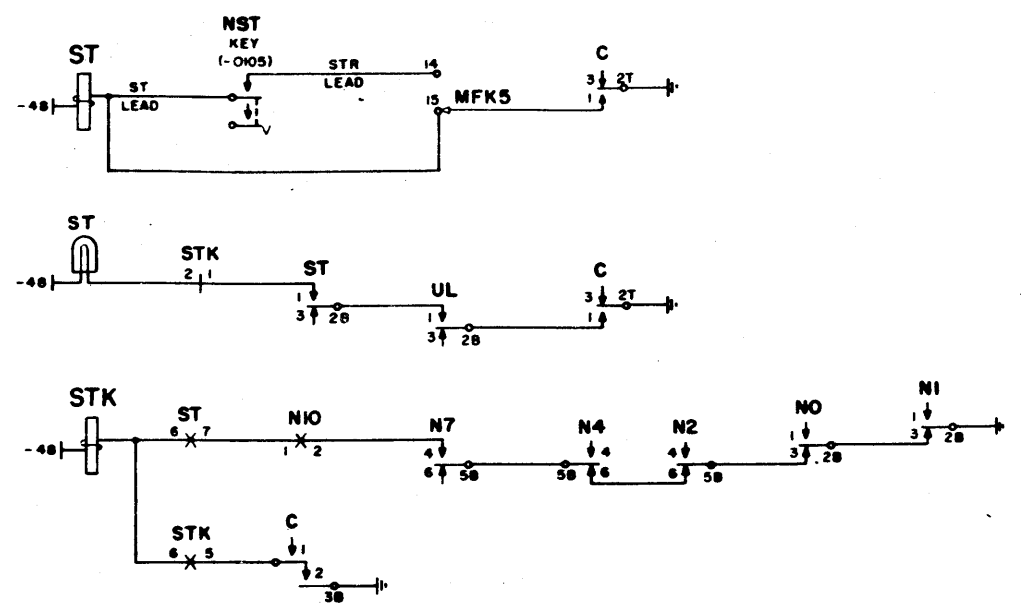 NST
ST KEY C
(-0105) STR 14
3 2T
-48 ST LEAD 15 MFK5 1
LEAD
ST
STK ST C
-48 2 1 UL 3 2T
1 1
3 2B 1
3 2B
STK N1
ST N10 N7 N4 N2 N0 1
6 7 4 4 4 1 3 2B
-48 1 2 6 5B 5B 6 6 5B 3 2B
STK C
6 5 1
2
3B